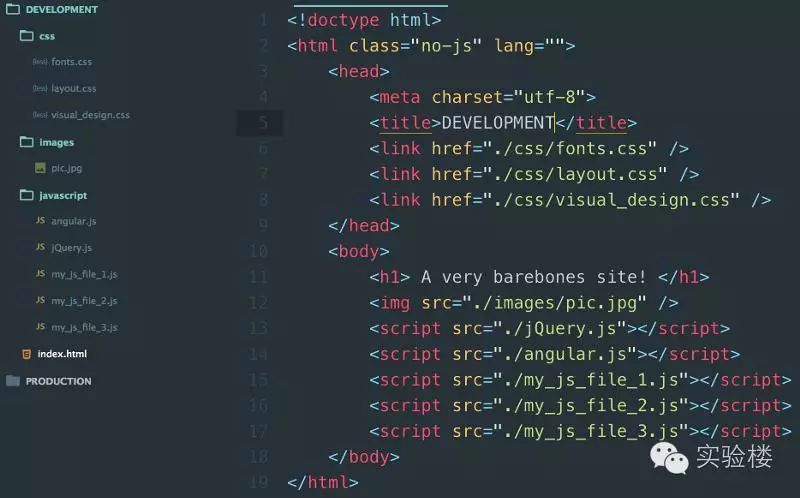 DEVELOPMENT
css
fonts.css
layout.css
visual_design.css
images
pic.jpg
javascript
JS angular.js
JS jQuery.js
JS my_js_file_1.js
JS my_js_file_2.js
JS my_js_file_3.js
index.html
PRODUCTION
1 <!doctype html>
2 <html class="no-js" lang="">
3 <head>
4 <meta charset="utf-8">
5 <title>DEVELOPMENT</title>
6 <link href="./css/fonts.css" />
7 <link href="./css/layout.css" />
8 <link href="./css/visual_design.css" />
9 </head>
10 <body>
11 <h1> A very barebones site! </h1>
12 <img src="./images/pic.jpg" />
13 <script src="./jQuery.js"></script>
14 <script src="./angular.js"></script>
15 <script src="./my_js_file_1.js"></script>
16 <script src="./my_js_file_2.js"></script>
17 <script src="./my_js_file_3.js"></script>
18 </body>
19 </html>
实验楼